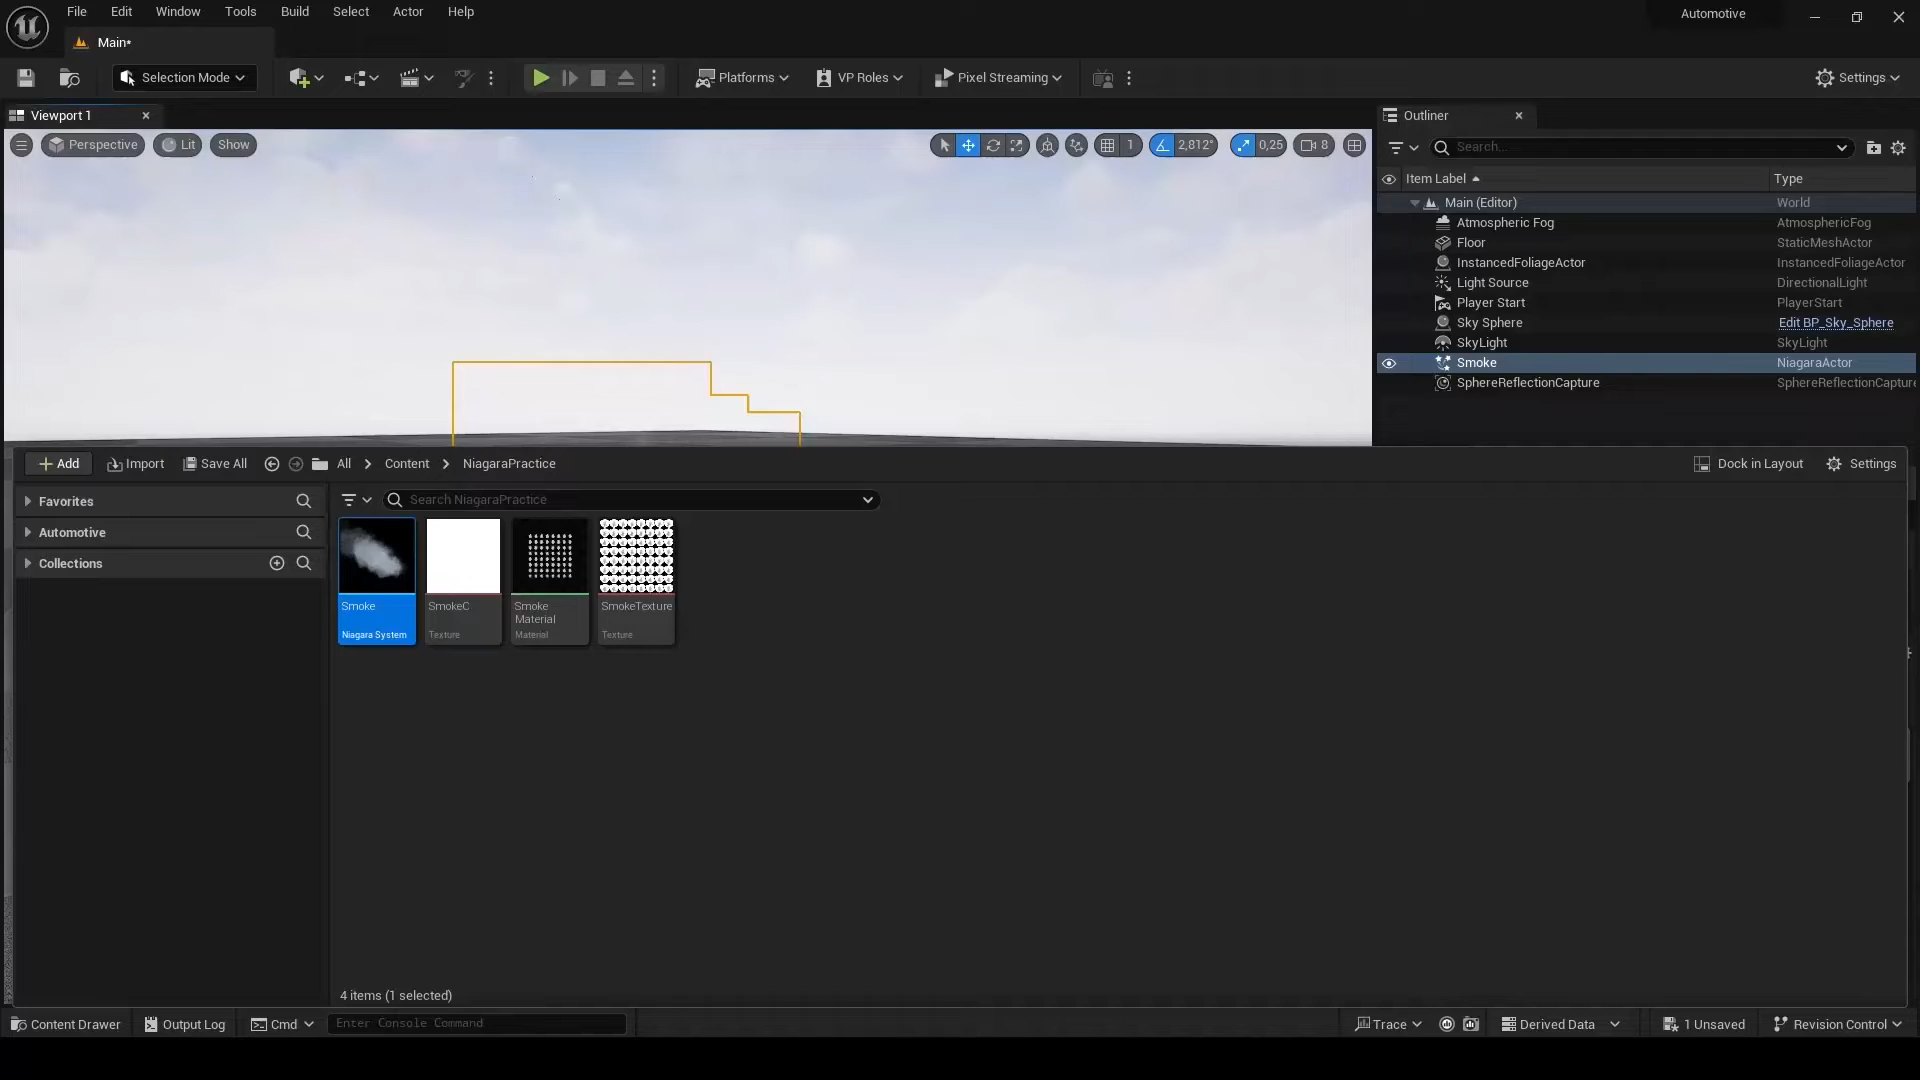 File Edit Window Tools Build Select Actor Help
Automotive
Main*
Selection Mode
Platforms
VP Roles
Pixel Streaming
Settings
Viewport 1
Outliner
Perspective Lit Show
1 2,812° 0,25 8
Search...
Item Label Type
Main (Editor) World
Atmospheric Fog AtmosphericFog
Floor StaticMeshActor
InstancedFoliageActor InstancedFoliageActor
Light Source DirectionalLight
Player Start PlayerStart
Sky Sphere Edit BP_Sky_Sphere
SkyLight SkyLight
Smoke NiagaraActor
SphereReflectionCapture SphereReflectionCapture
Add Import Save All All Content NiagaraPractice
Dock in Layout Settings
Favorites
Search NiagaraPractice
Automotive
Collections
Smoke
Niagara System
SmokeC
Texture
Smoke
Material
Material
SmokeTexture
Texture
4 items (1 selected)
Content Drawer Output Log Cmd Enter Console Command
Trace Derived Data 1 Unsaved Revision Control